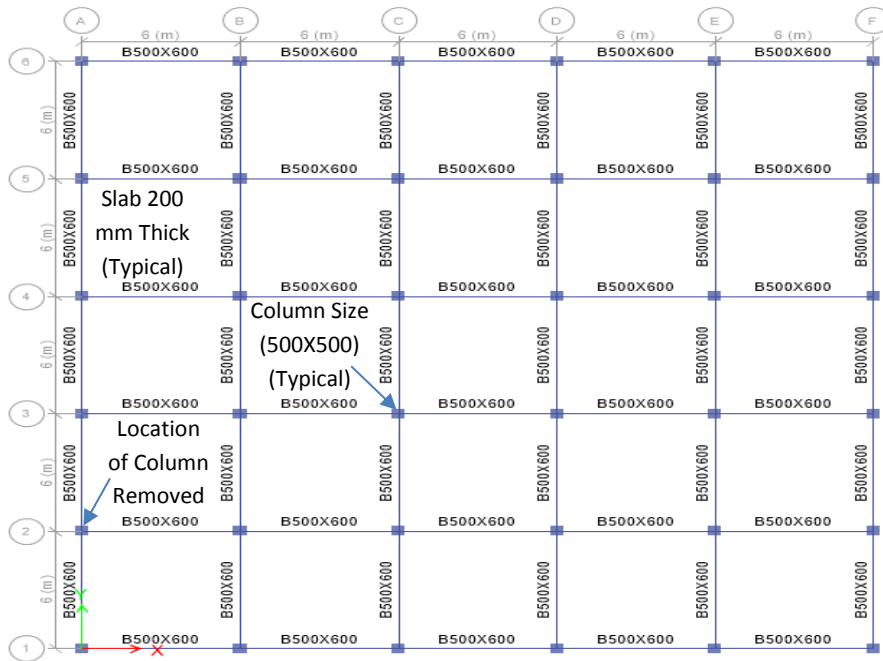 A B C D E F
6 (m) 6 (m) 6 (m) 6 (m) 6 (m)
B500X600 B500X600 B500X600 B500X600 B500X600
6
6 (m) B500X600 B500X600 B500X600 B500X600 B500X600 B500X600
B500X600 B500X600 B500X600 B500X600 B500X600
5
Slab 200
mm Thick
(Typical)
6 (m) B500X600 B500X600 B500X600 B500X600 B500X600 B500X600
B500X600 B500X600 B500X600 B500X600 B500X600
4
Column Size
(500X500)
(Typical)
6 (m) B500X600 B500X600 B500X600 B500X600 B500X600 B500X600
B500X600 B500X600 B500X600 B500X600 B500X600
3
Location
of Column
Removed
6 (m) B500X600 B500X600 B500X600 B500X600 B500X600 B500X600
B500X600 B500X600 B500X600 B500X600 B500X600
2
6 (m) B500X600 B500X600 B500X600 B500X600 B500X600 B500X600
Y
B500X600 B500X600 B500X600 B500X600 B500X600
1
X